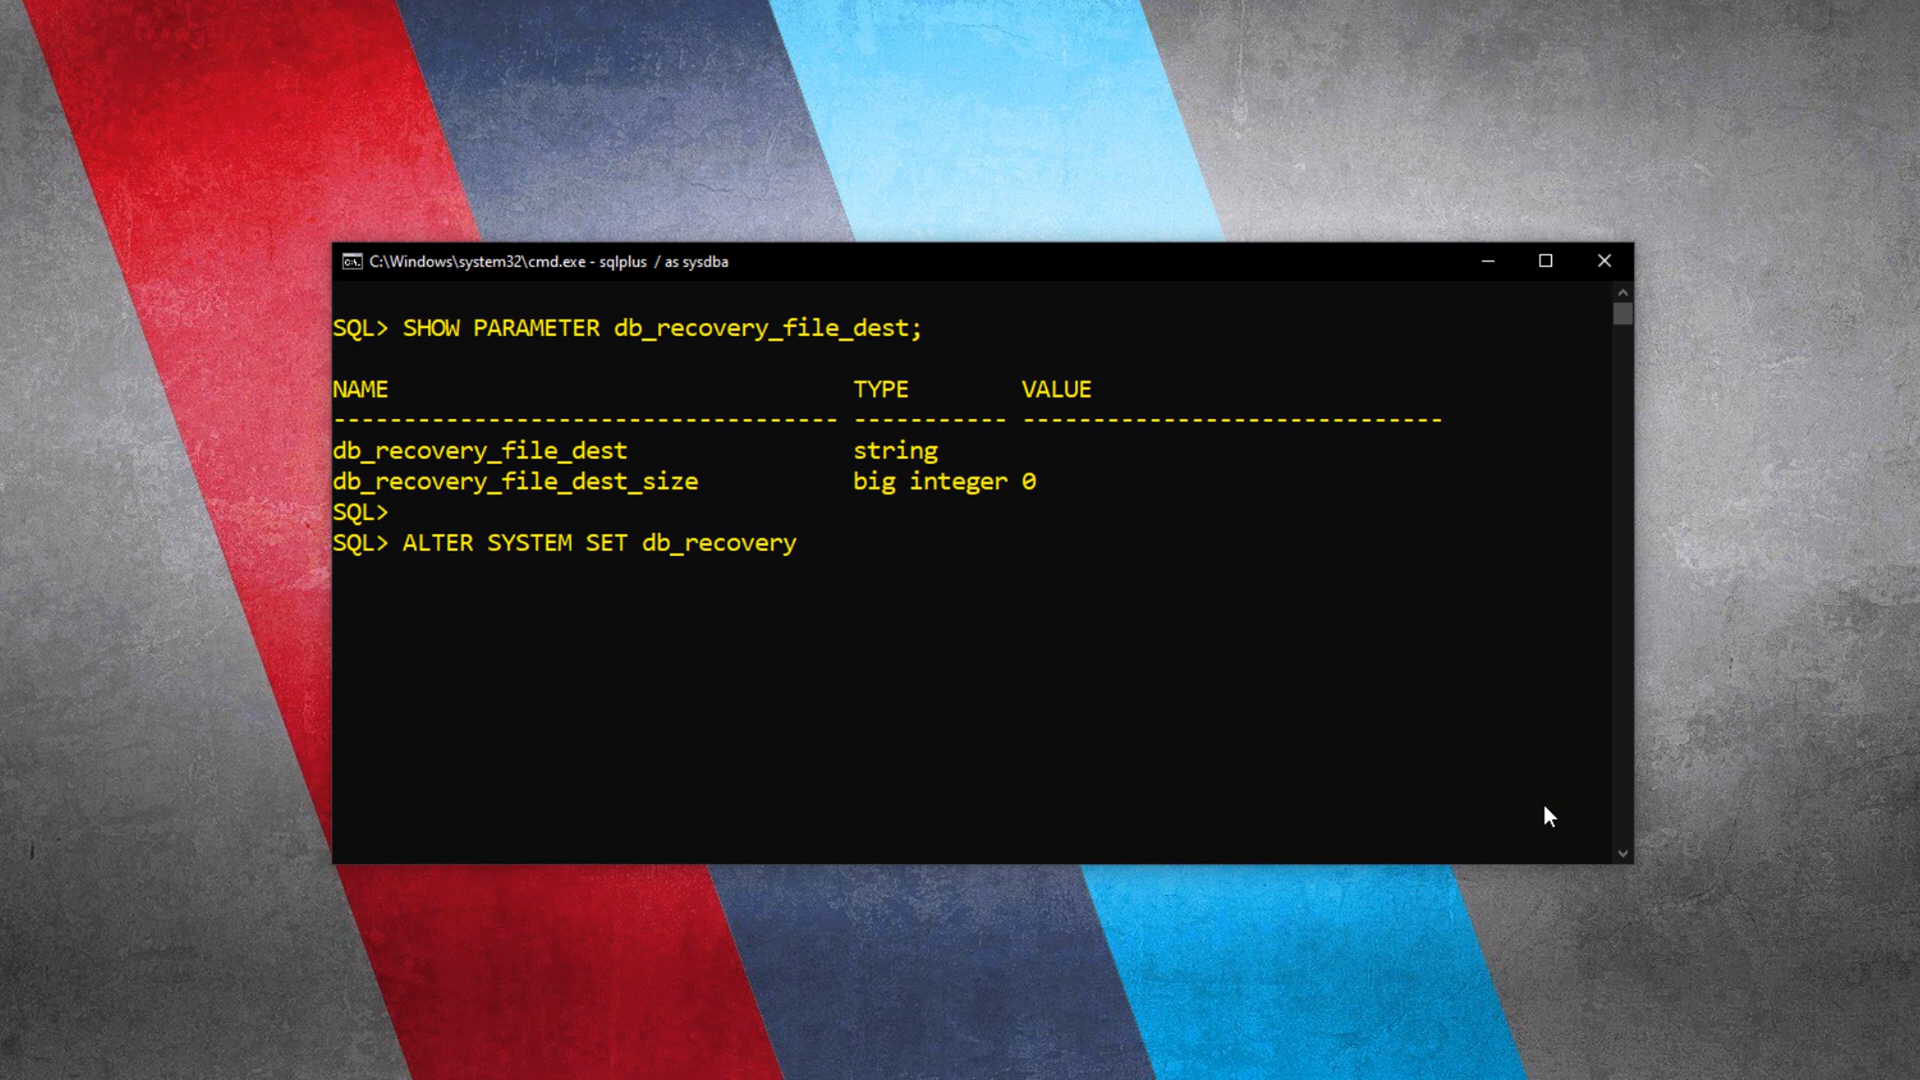 C:\Windows\system32\cmd.exe - sqlplus / as sysdba
SQL> SHOW PARAMETER db_recovery_file_dest;
NAME                                 TYPE        VALUE
------------------------------------ ----------- ------------------------------
db_recovery_file_dest                string
db_recovery_file_dest_size           big integer 0
SQL>
SQL> ALTER SYSTEM SET db_recovery